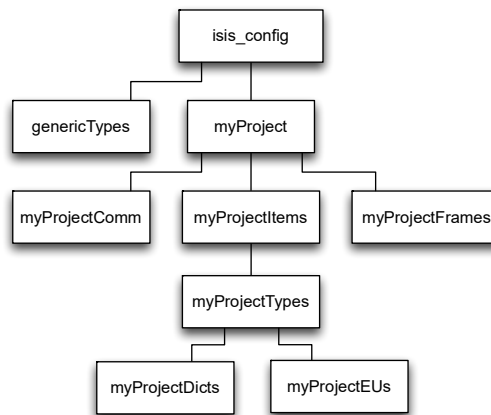 isis_config
genericTypes
myProject
myProjectComm
myProjectItems
myProjectFrames
myProjectTypes
myProjectDicts
myProjectEUs